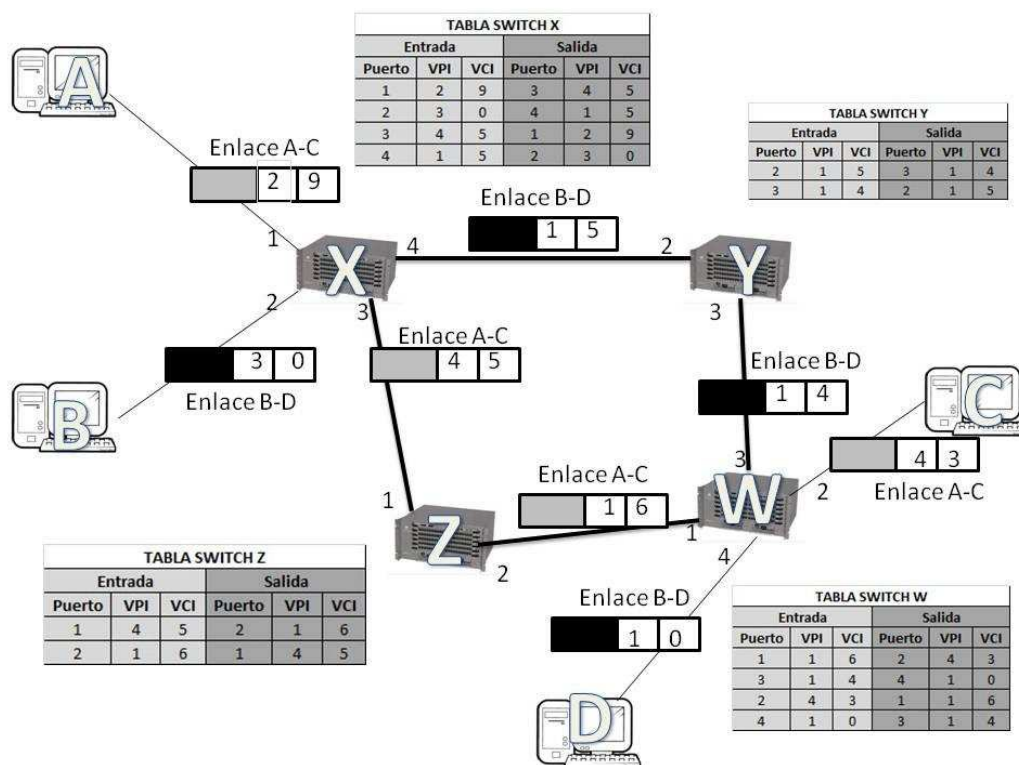 TABLA SWITCH X
Entrada Salida
Puerto VPI VCI Puerto VPI VCI
1 2 9 3 4 5
2 3 0 4 1 5
3 4 5 1 2 9
4 1 5 2 3 0
A
TABLA SWITCH Y
Entrada Salida
Puerto VPI VCI Puerto VPI VCI
2 1 5 3 1 4
3 1 4 2 1 5
Enlace A-C
2 9
Enlace B-D
1 5
1
4
2
X
Y
2
3
3
Enlace A-C
4 5
3 0
Enlace B-D
B
Enlace B-D
1 4
C
4 3
Enlace A-C
3
2
W
1
4
Enlace A-C
1 6
1
Z
2
TABLA SWITCH Z
Entrada Salida
Puerto VPI VCI Puerto VPI VCI
1 4 5 2 1 6
2 1 6 1 4 5
Enlace B-D
1 0
D
TABLA SWITCH W
Entrada Salida
Puerto VPI VCI Puerto VPI VCI
1 1 6 2 4 3
3 1 4 4 1 0
2 4 3 1 1 6
4 1 0 3 1 4